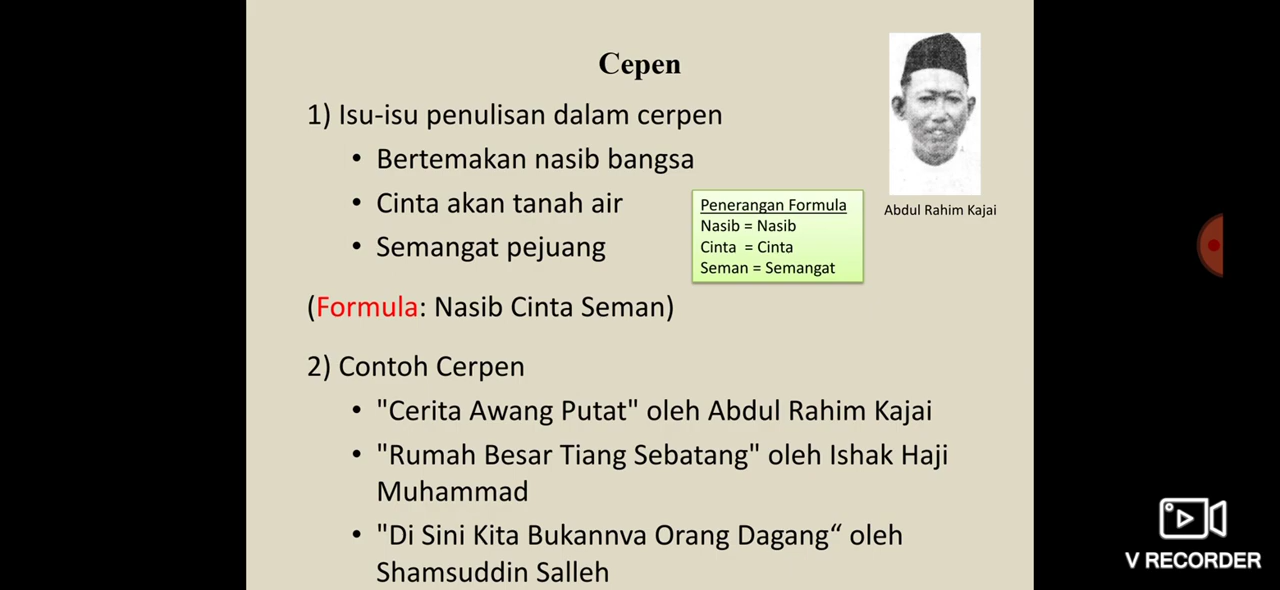 Cepen
1) Isu-isu penulisan dalam cerpen
• Bertemakan nasib bangsa
• Cinta akan tanah air
• Semangat pejuang
Penerangan Formula
Nasib = Nasib
Cinta = Cinta
Seman = Semangat
Abdul Rahim Kajai
(Formula: Nasib Cinta Seman)
2) Contoh Cerpen
• "Cerita Awang Putat" oleh Abdul Rahim Kajai
• "Rumah Besar Tiang Sebatang" oleh Ishak Haji
Muhammad
• "Di Sini Kita Bukannva Orang Dagang“ oleh
Shamsuddin Salleh
V RECORDER